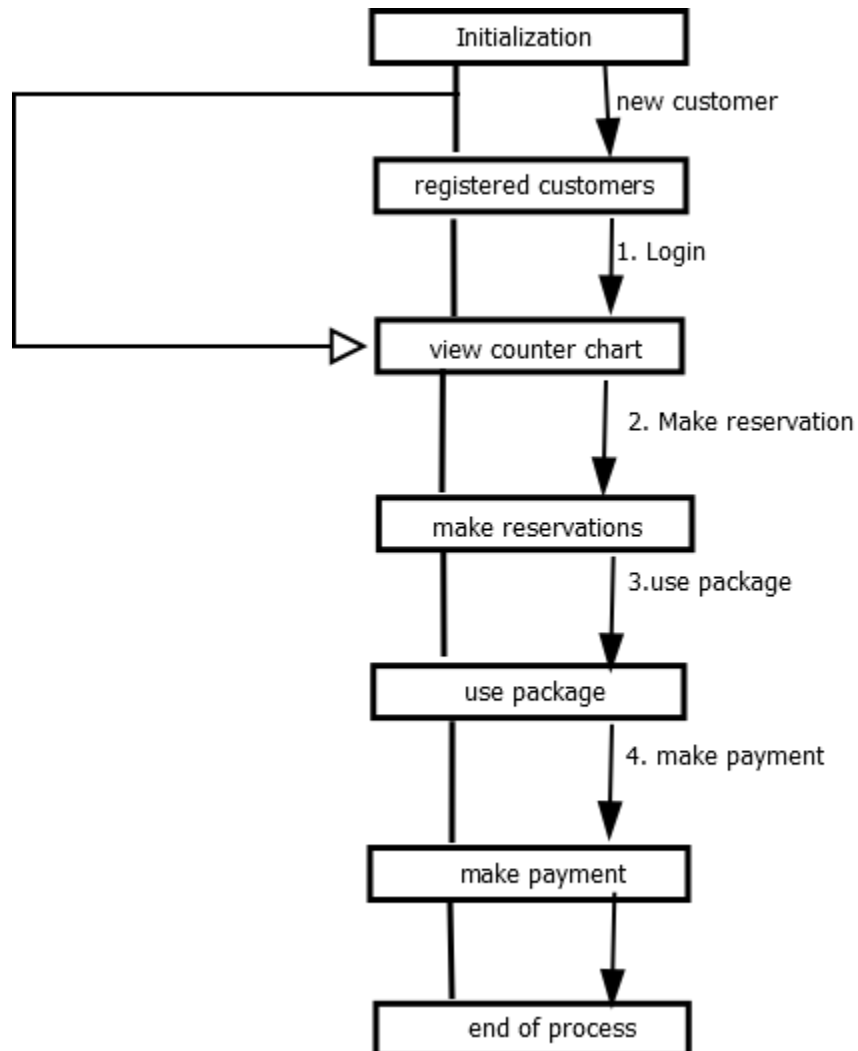 Initialization
new customer
registered customers
1. Login
view counter chart
2. Make reservation
make reservations
3.use package
use package
4. make payment
make payment
end of process